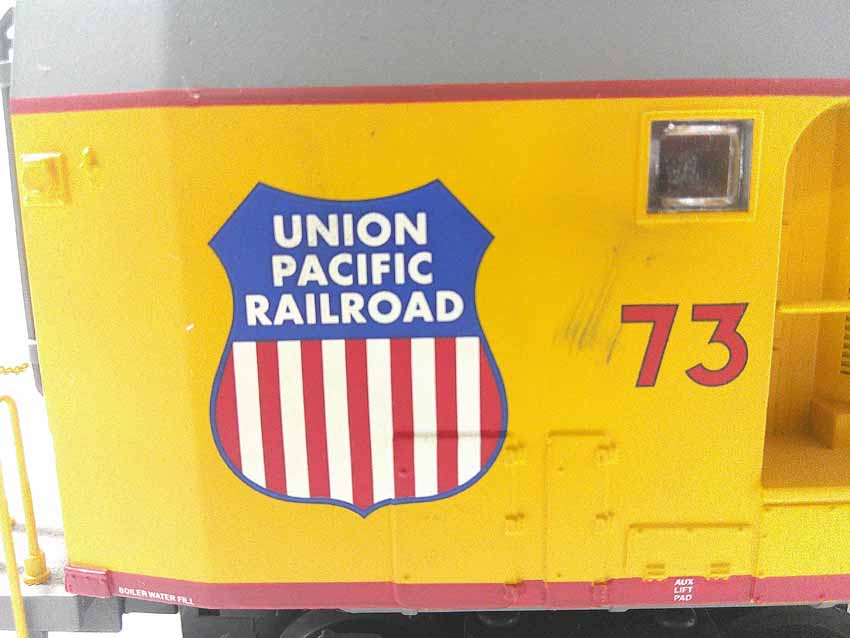 UNION
PACIFIC
RAILROAD
73
BOILER WATER FILL
AUX
LIFT
PAD